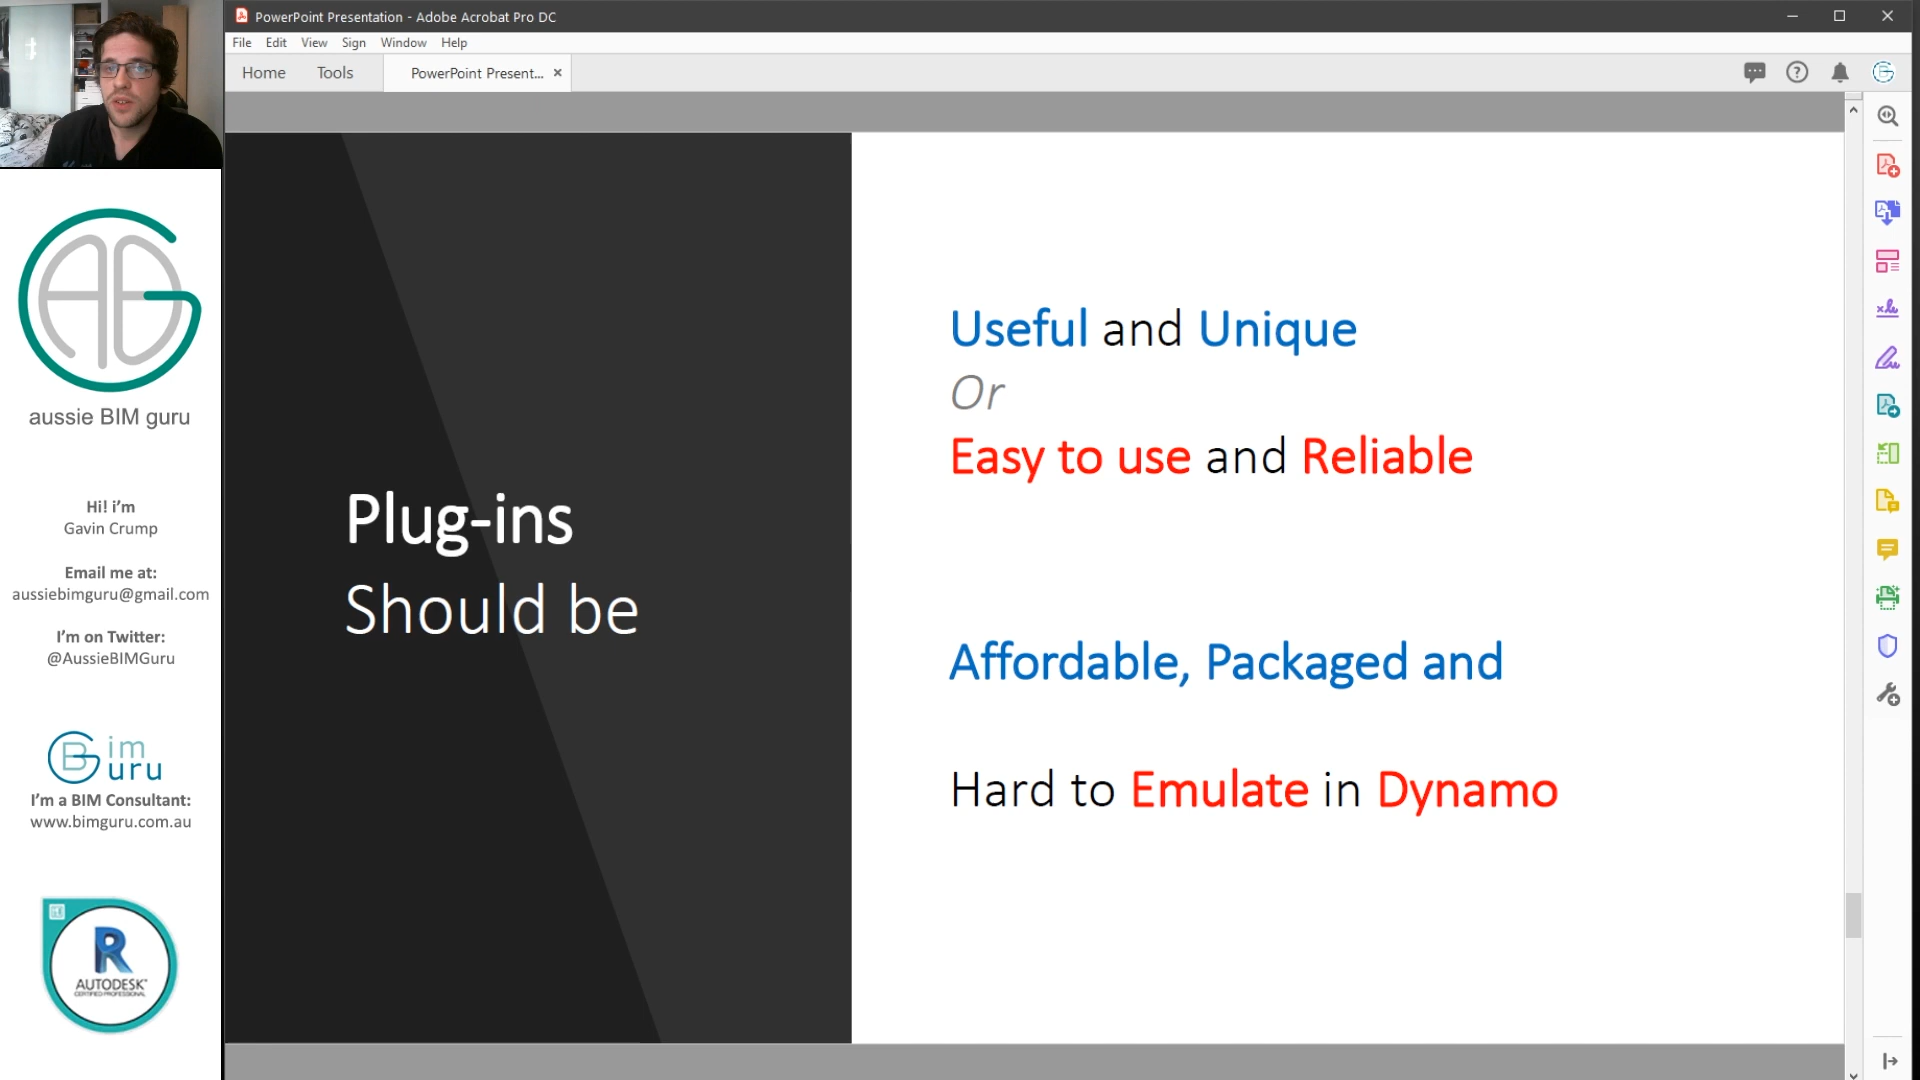 PowerPoint Presentation - Adobe Acrobat Pro DC
File Edit View Sign Window Help
Home Tools PowerPoint Present... ×
aussie BIM guru
Hi! i'm
Gavin Crump
Email me at:
aussiebimguru@gmail.com
I'm on Twitter:
@AussieBIMGuru
BG im
uru
I'm a BIM Consultant:
www.bimguru.com.au
R
AUTODESK
CERTIFIED PROFESSIONAL
Plug-ins
Should be
Useful and Unique
Or
Easy to use and Reliable
Affordable, Packaged and
Hard to Emulate in Dynamo